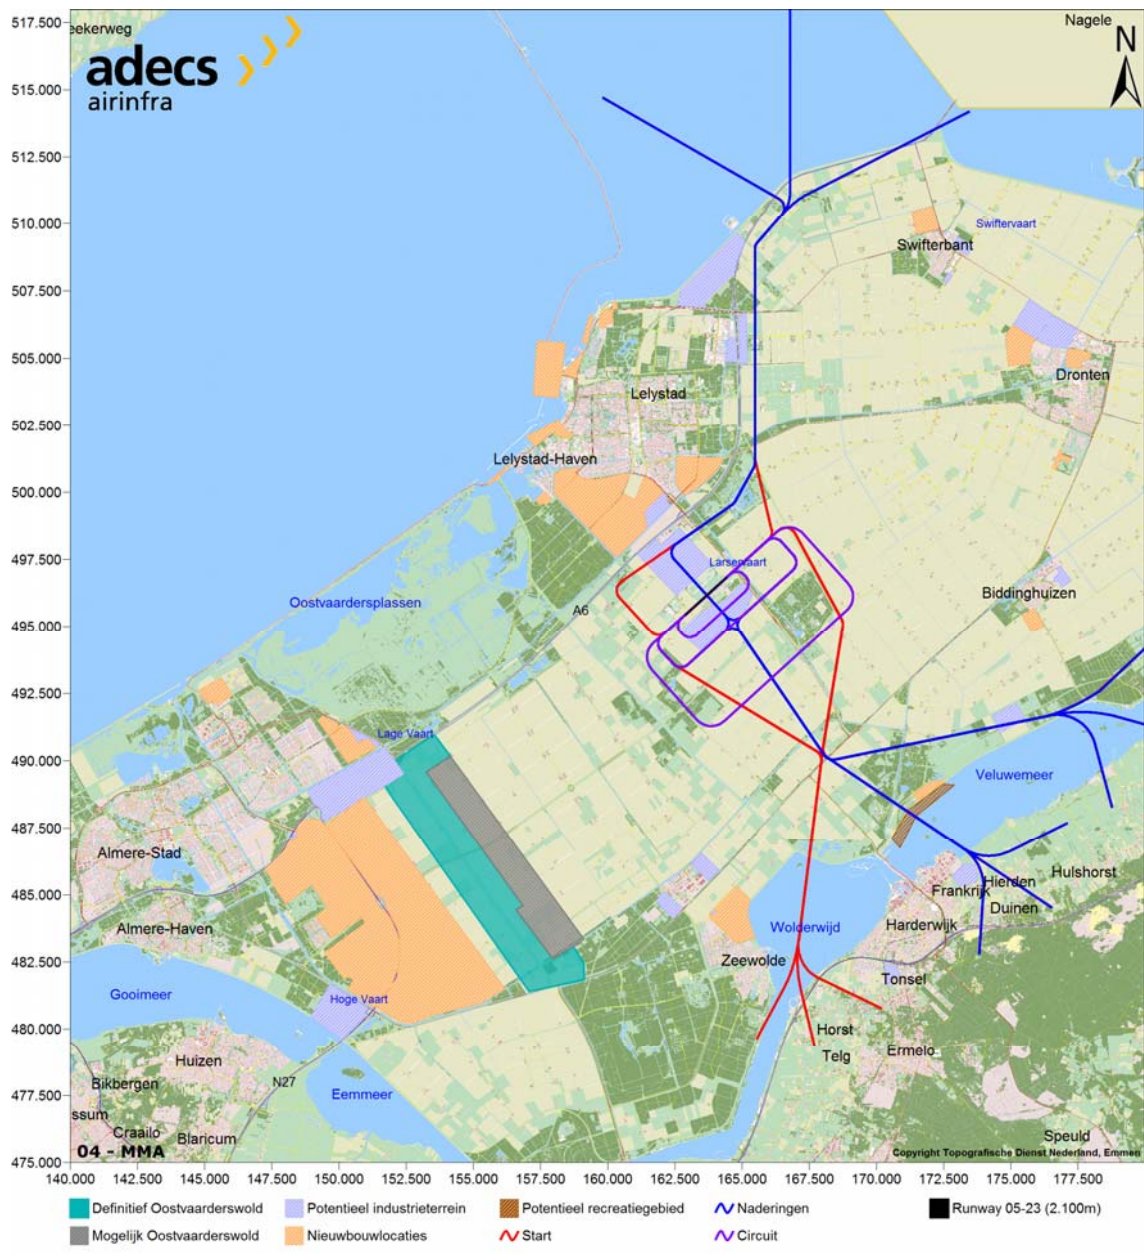 517.500
eekerweg
Nagele
N
adecs
airinfra
515.000
512.500
510.000
Swiftervaart
Swifterbant
507.500
505.000
Dronten
Lelystad
502.500
Lelystad-Haven
500.000
497.500
Larservaart
Biddinghuizen
Oostvaardersplassen
A6
495.000
492.500
Lage Vaart
490.000
Veluwemeer
487.500
Almere-Stad
Hulshorst
Hierden
Frankrijk
485.000
Duinen
Almere-Haven
Wolderwijd
Harderwijk
482.500
Zeewolde
Tonsel
Gooimeer
Hoge Vaart
480.000
Horst
Huizen
Telg
Ermelo
N27
Bikbergen
477.500
Eemmeer
ssum
Craailo
Blaricum
Speuld
04 - MMA
Copyright Topografische Dienst Nederland, Emmen
475.000
140.000 142.500 145.000 147.500 150.000 152.500 155.000 157.500 160.000 162.500 165.000 167.500 170.000 172.500 175.000 177.500
Definitief Oostvaarderswold Potentieel industrieterrein Potentieel recreatiegebied Naderingen Runway 05-23 (2.100m)
Mogelijk Oostvaarderswold Nieuwbouwlocaties Start Circuit